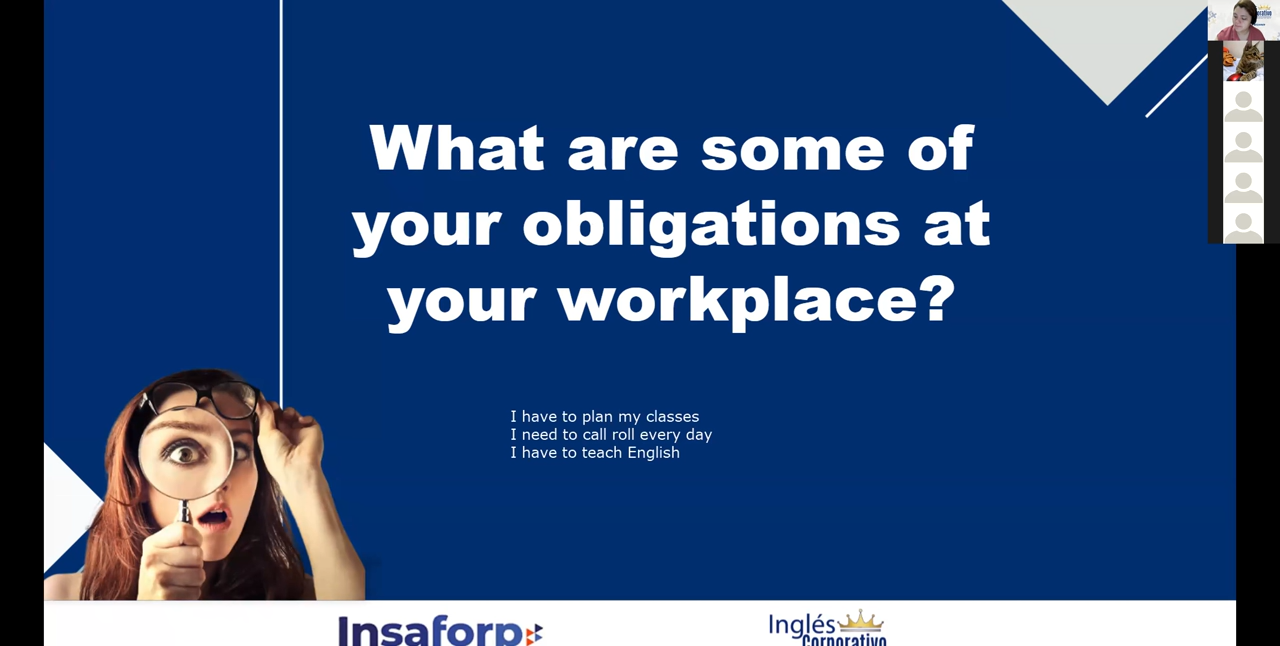 What are some of
your obligations at
your workplace?
I have to plan my classes
I need to call roll every day
I have to teach English
Insaforp
Inglés
Corporativo